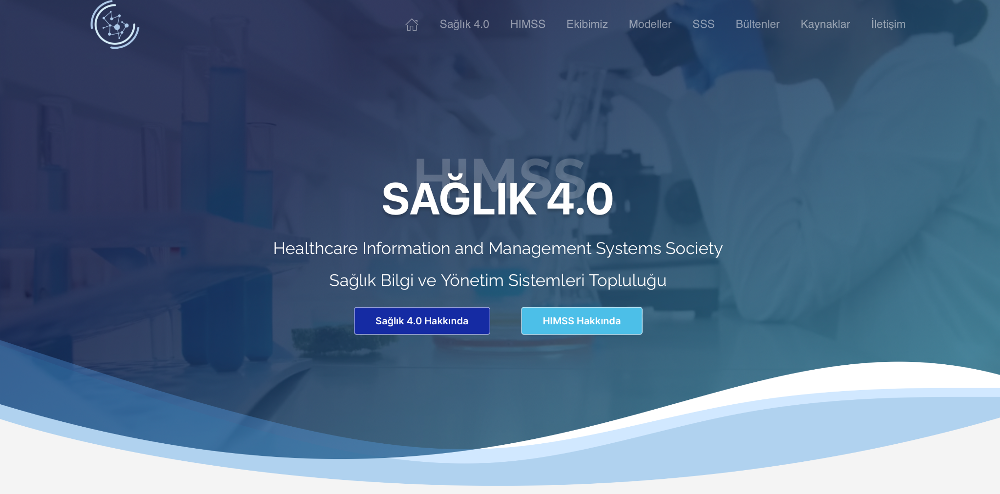 Sağlık 4.0 HIMSS Ekibimiz Modeller SSS Bültenler Kaynaklar İletişim
HIMSS
SAĞLIK 4.0
Healthcare Information and Management Systems Society
Sağlık Bilgi ve Yönetim Sistemleri Topluluğu
Sağlık 4.0 Hakkında HIMSS Hakkında